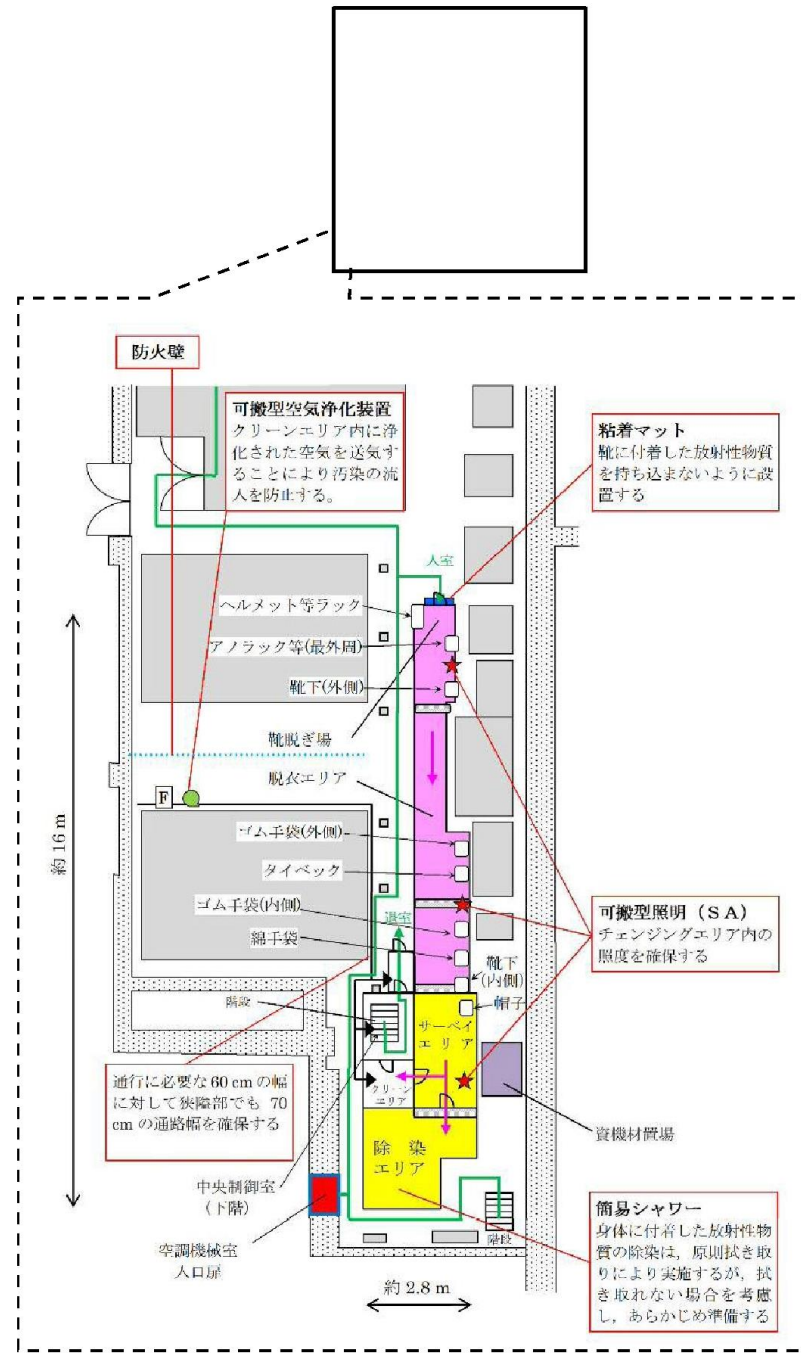 防火壁
可搬型空気浄化装置
クリーンエリア内に浄
化された空気を送気す
ることにより汚染の流
入を防止する。
粘着マット
靴に付着した放射性物質
を持ち込まないように設
置する
入室
ヘルメット等ラック
アノラック等(最外周)
靴下(外側)
靴脱ぎ場
脱衣エリア
F
約16 m
ゴム手袋(外側)
タイベック
ゴム手袋(内側)
退室
綿手袋
可搬型照明(SA)
チェンジングエリア内の
照度を確保する
靴下
(内側)
帽子
階段
サーベイ
エリア
クリーン
エリア
通行に必要な60 cmの幅
に対して狭隘部でも 70
cmの通路幅を確保する
資機材置場
除 染
エリア
中央制御室
(下階)
空調機械室
入口扉
階段
約 2.8 m
簡易シャワー
身体に付着した放射性物
質の除染は,原則拭き取
りにより実施するが,拭
き取れない場合を考慮
し,あらかじめ準備する